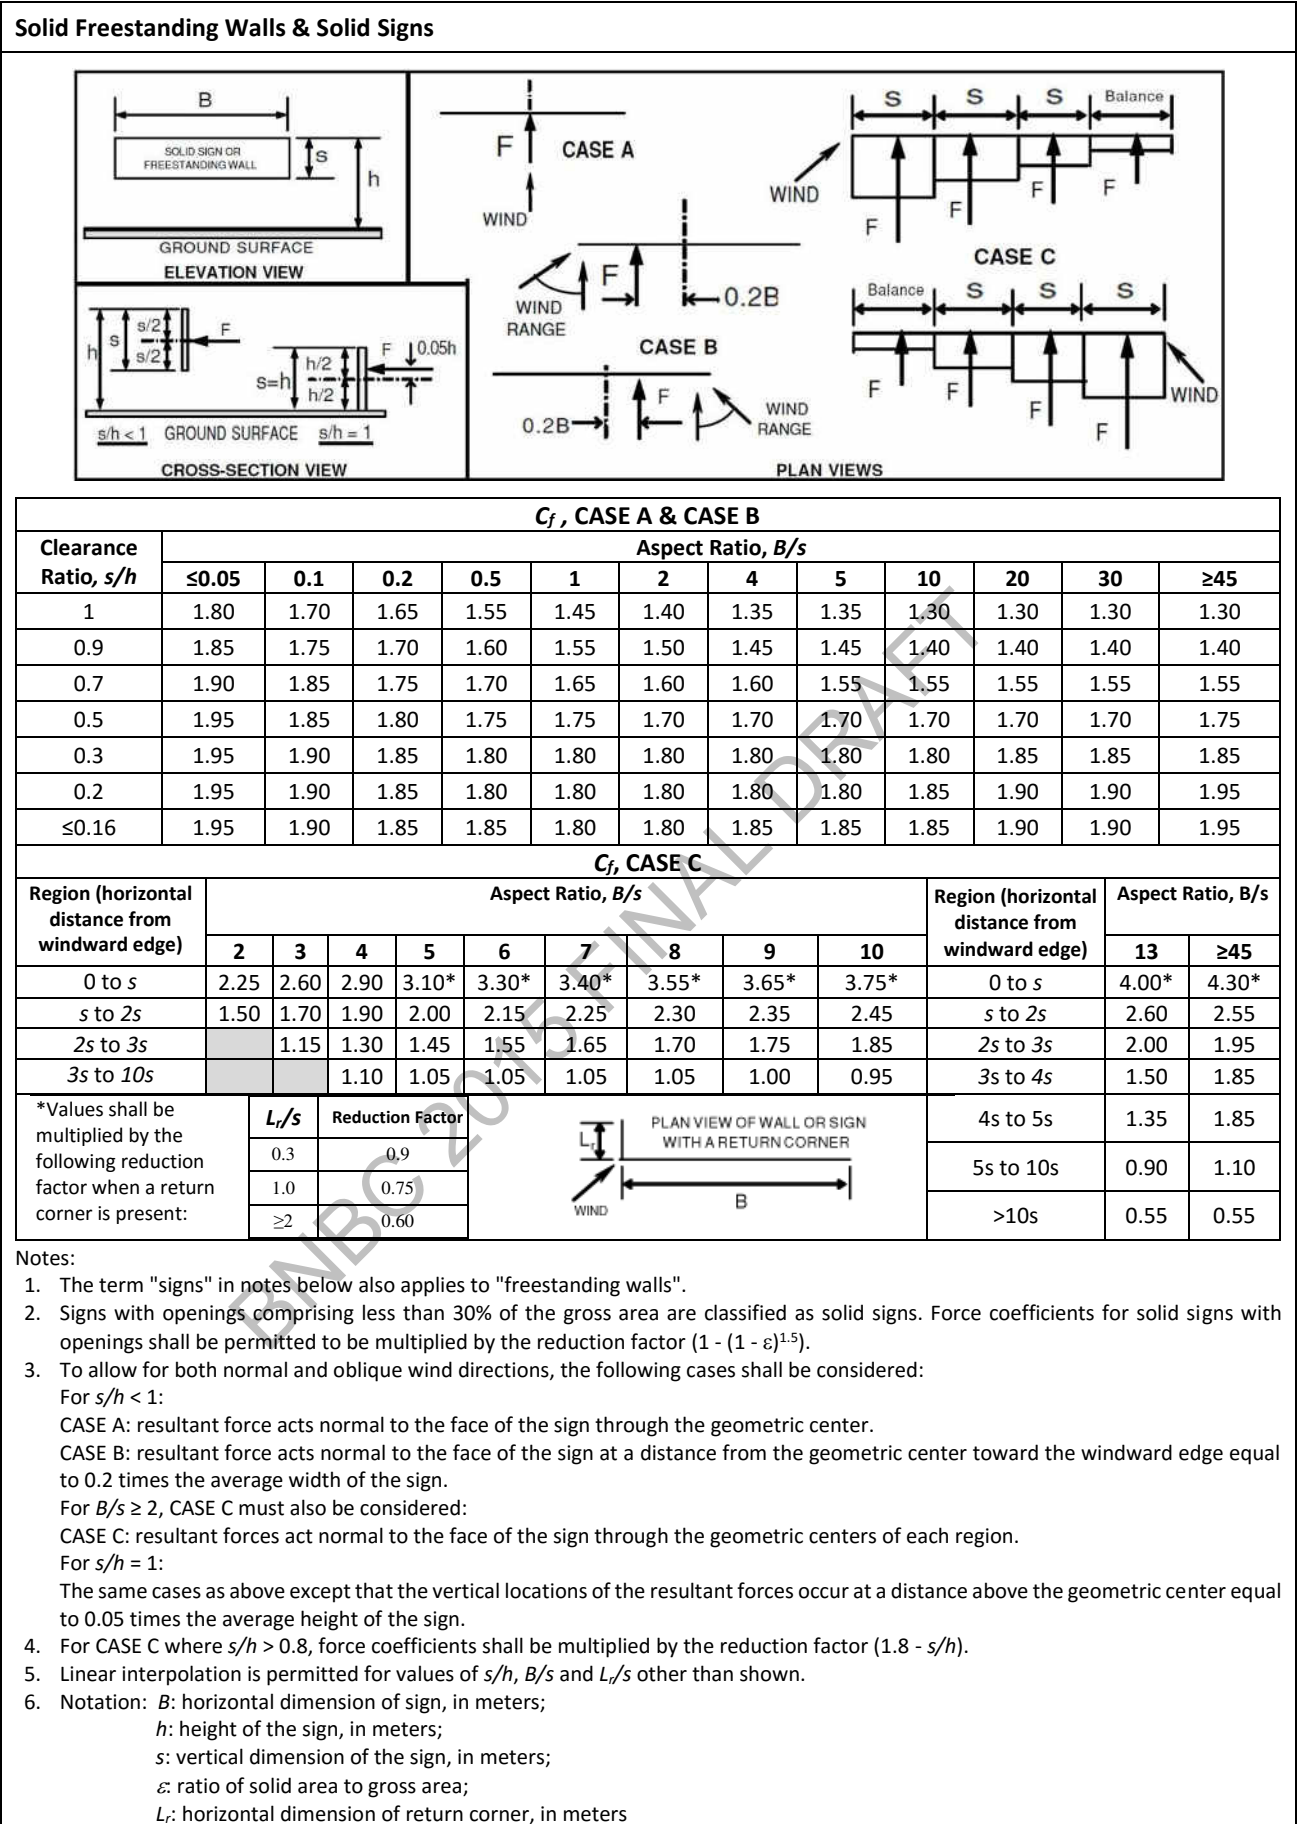 Solid Freestanding Walls & Solid Signs
B
SOLID SIGN OR
FREESTANDING WALL
s
h
GROUND SURFACE
ELEVATION VIEW
h
s
s/2
s/2
F
s=h
h/2
h/2
F
0.05h
s/h < 1 GROUND SURFACE s/h = 1
CROSS-SECTION VIEW
F
CASE A
WIND
F
0.2B
WIND
RANGE
CASE B
F
0.2B
WIND
RANGE
PLAN VIEWS
S S S Balance
WIND
F
F
F
F
CASE C
Balance S S S
F
F
F
F
WIND
Cf , CASE A & CASE B
Clearance Ratio, s/h
Aspect Ratio, B/s
≤0.05 0.1 0.2 0.5 1 2 4 5 10 20 30 ≥45
1 1.80 1.70 1.65 1.55 1.45 1.40 1.35 1.35 1.30 1.30 1.30 1.30
0.9 1.85 1.75 1.70 1.60 1.55 1.50 1.45 1.45 1.40 1.40 1.40 1.40
0.7 1.90 1.85 1.75 1.70 1.65 1.60 1.60 1.55 1.55 1.55 1.55 1.55
0.5 1.95 1.85 1.80 1.75 1.75 1.70 1.70 1.70 1.70 1.70 1.70 1.75
0.3 1.95 1.90 1.85 1.80 1.80 1.80 1.80 1.80 1.80 1.85 1.85 1.85
0.2 1.95 1.90 1.85 1.80 1.80 1.80 1.80 1.80 1.85 1.90 1.90 1.95
≤0.16 1.95 1.90 1.85 1.85 1.80 1.80 1.85 1.85 1.85 1.90 1.90 1.95
Cf, CASE C
Region (horizontal
distance from
windward edge)
Aspect Ratio, B/s
Region (horizontal
distance from
windward edge)
Aspect Ratio, B/s
2 3 4 5 6 7 8 9 10 13 ≥45
0 to s 2.25 2.60 2.90 3.10* 3.30* 3.40* 3.55* 3.65* 3.75* 0 to s 4.00* 4.30*
s to 2s 1.50 1.70 1.90 2.00 2.15 2.25 2.30 2.35 2.45 s to 2s 2.60 2.55
2s to 3s 1.15 1.30 1.45 1.55 1.65 1.70 1.75 1.85 2s to 3s 2.00 1.95
3s to 10s 1.10 1.05 1.05 1.05 1.05 1.00 0.95 3s to 4s 1.50 1.85
4s to 5s 1.35 1.85
5s to 10s 0.90 1.10
>10s 0.55 0.55
*Values shall be
multiplied by the
following reduction
factor when a return
corner is present:
Lr/s Reduction Factor
0.3 0.9
1.0 0.75
≥2 0.60
PLAN VIEW OF WALL OR SIGN
WITH A RETURN CORNER
Lr
WIND
B
Notes:
1. The term "signs" in notes below also applies to "freestanding walls".
2. Signs with openings comprising less than 30% of the gross area are classified as solid signs. Force coefficients for solid signs with
openings shall be permitted to be multiplied by the reduction factor (1 - (1 - ε)1.5).
3. To allow for both normal and oblique wind directions, the following cases shall be considered:
For s/h < 1:
CASE A: resultant force acts normal to the face of the sign through the geometric center.
CASE B: resultant force acts normal to the face of the sign at a distance from the geometric center toward the windward edge equal
to 0.2 times the average width of the sign.
For B/s ≥ 2, CASE C must also be considered:
CASE C: resultant forces act normal to the face of the sign through the geometric centers of each region.
For s/h = 1:
The same cases as above except that the vertical locations of the resultant forces occur at a distance above the geometric center equal
to 0.05 times the average height of the sign.
4. For CASE C where s/h > 0.8, force coefficients shall be multiplied by the reduction factor (1.8 - s/h).
5. Linear interpolation is permitted for values of s/h, B/s and Lr/s other than shown.
6. Notation: B: horizontal dimension of sign, in meters;
h: height of the sign, in meters;
s: vertical dimension of the sign, in meters;
ε: ratio of solid area to gross area;
Lr: horizontal dimension of return corner, in meters
BNBC 2015 FINAL DRAFT